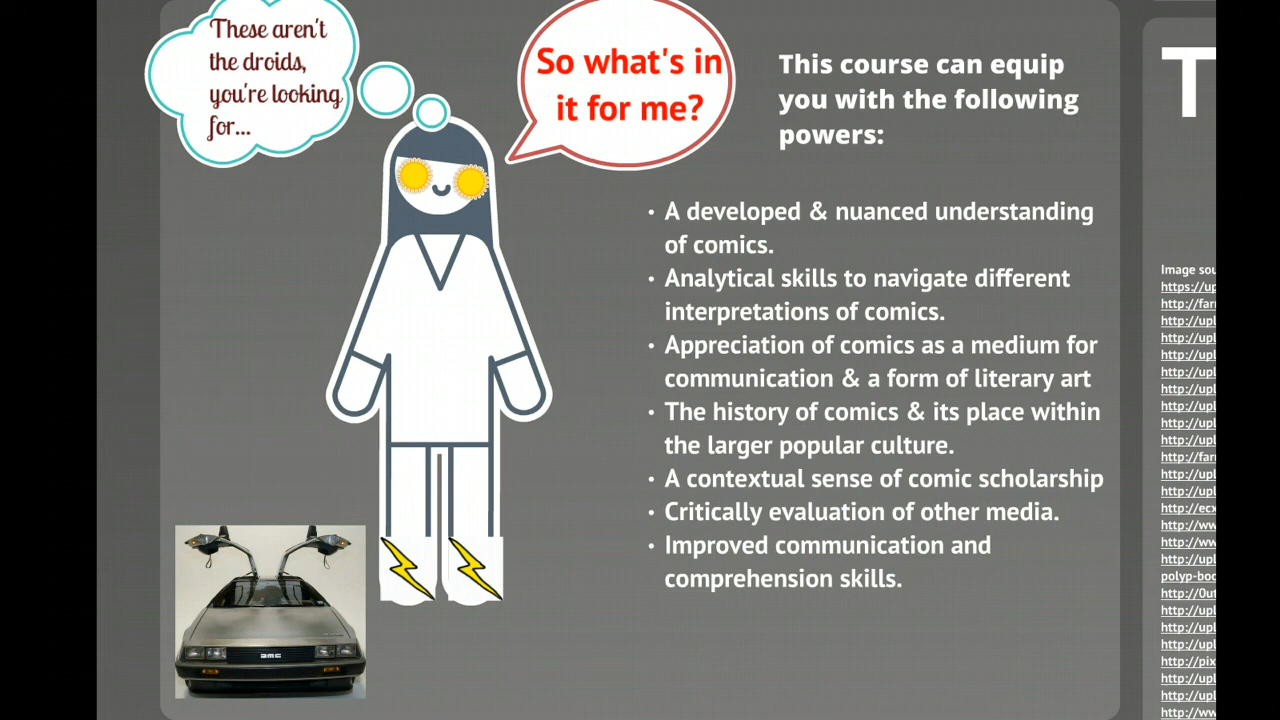 These aren't
the droids,
you're looking
for...
So what's in
it for me?
This course can equip
you with the following
powers:
• A developed & nuanced understanding
of comics.
• Analytical skills to navigate different
interpretations of comics.
• Appreciation of comics as a medium for
communication & a form of literary art
• The history of comics & its place within
the larger popular culture.
• A contextual sense of comic scholarship
• Critically evaluation of other media.
• Improved communication and
comprehension skills.
DMC
T
Image sou
https://up
http://farr
http://upl
http://upl
http://upl
http://upl
http://upl
http://upl
http://upl
http://upl
http://farr
http://upl
http://upl
http://ecx
http://ww
http://ww
http://upl
polyp-boo
http://0ut
http://upl
http://upl
http://upl
http://pix
http://upl
http://upl
http://ww